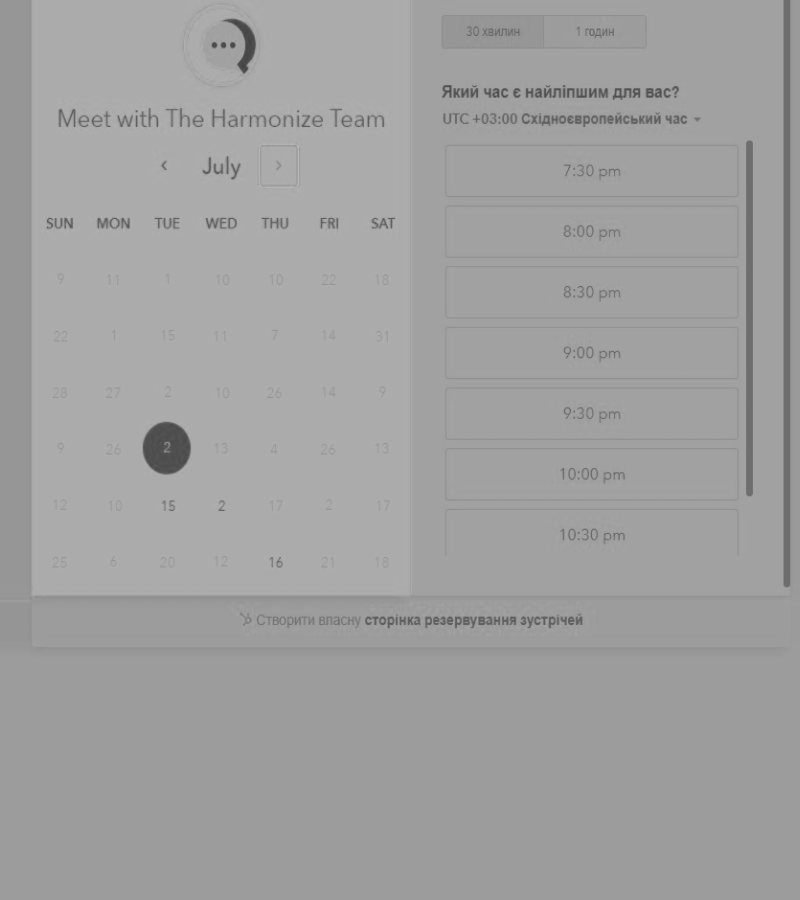 Meet with The Harmonize Team
July
SUN MON TUE WED THU FRI SAT
9 11 1 10 10 22 18
22 1 15 11 7 14 31
28 27 2 10 26 14 9
9 26 2 13 4 26 13
12 10 15 2 17 2 17
25 6 20 12 16 21 18
30 хвилин 1 годин
Який час є найліпшим для вас?
UTC +03:00 Східноєвропейський час
7:30 pm
8:00 pm
8:30 pm
9:00 pm
9:30 pm
10:00 pm
10:30 pm
Створити власну сторінка резервування зустрічей